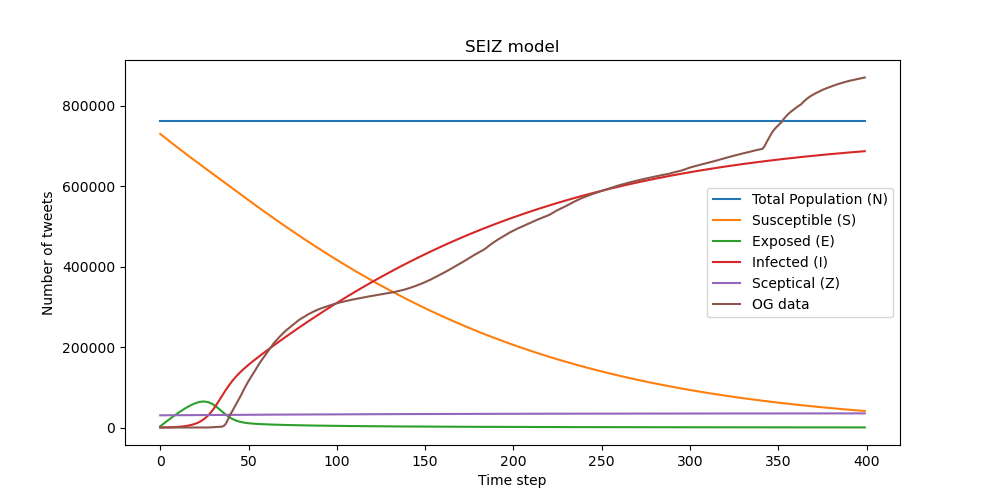 SEIZ model
Number of tweets
800000
600000
400000
200000
0
Total Population (N)
Susceptible (S)
Exposed (E)
Infected (I)
Sceptical (Z)
OG data
0 50 100 150 200 250 300 350 400
Time step